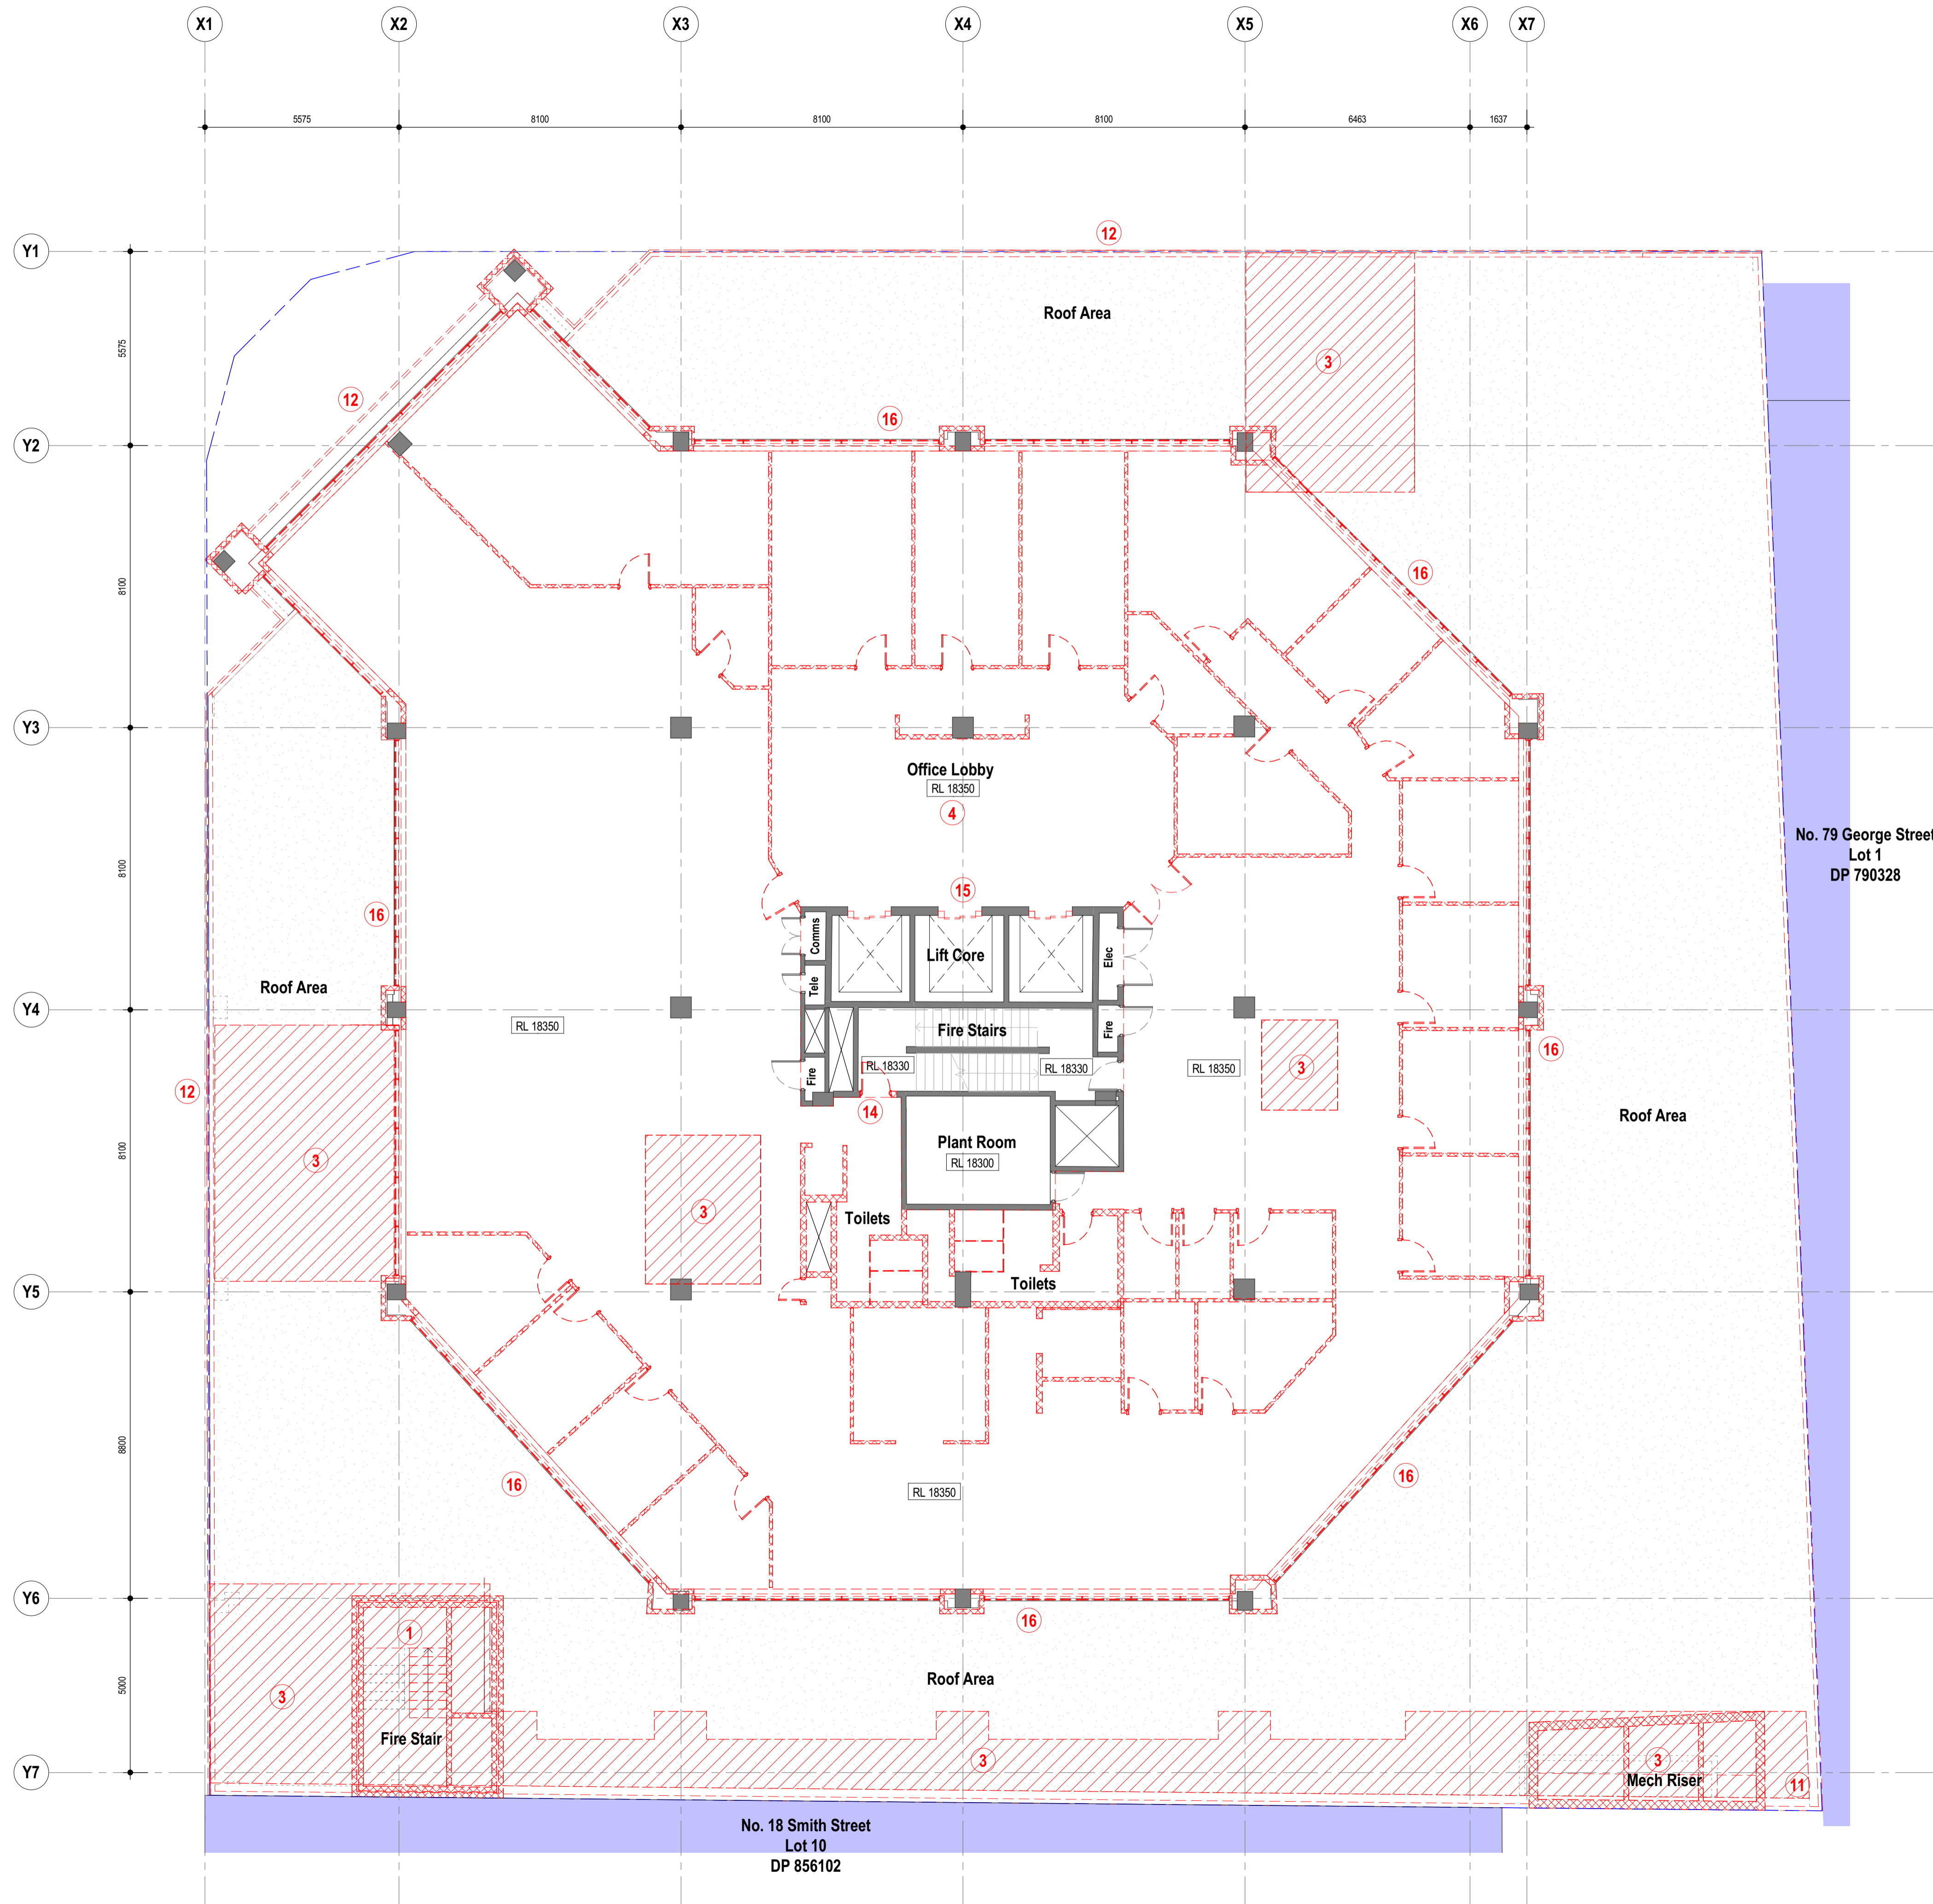 X1
X2
X3
X4
X5
X6
X7
5575
8100
8100
8100
6463
1637
Y1
12
Roof Area
5575
3
12
16
Y2
16
8100
Y3
Office Lobby
RL 18350
4
No. 79 George Street
Lot 1
DP 790328
8100
15
16
Comms
Lift Core
Elec
Tele
Roof Area
Y4
RL 18350
Fire Stairs
Fire
16
RL 18330
RL 18330
RL 18350
3
Fire
12
14
Roof Area
Plant Room
RL 18300
8100
3
3
Toilets
Toilets
Y5
8800
16
16
RL 18350
Y6
16
1
Roof Area
5000
3
Fire Stair
3
3
Mech Riser
11
Y7
No. 18 Smith Street
Lot 10
DP 856102